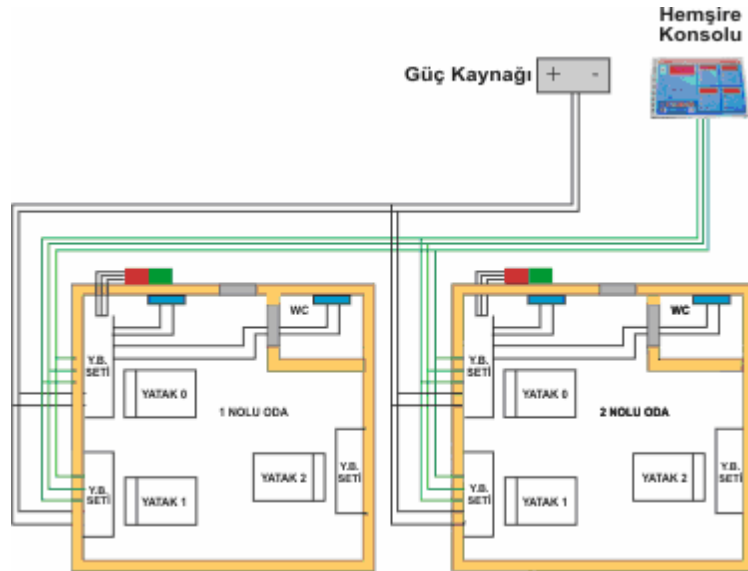 Hemşire
Konsolu
Güç Kaynağı
+ -
WC
Y.B.
SETİ
YATAK 0
1 NOLU ODA
Y.B.
SETİ
YATAK 1
YATAK 2
Y.B.
SETİ
WC
Y.B.
SETİ
YATAK 0
2 NOLU ODA
Y.B.
SETİ
YATAK 1
YATAK 2
Y.B.
SETİ